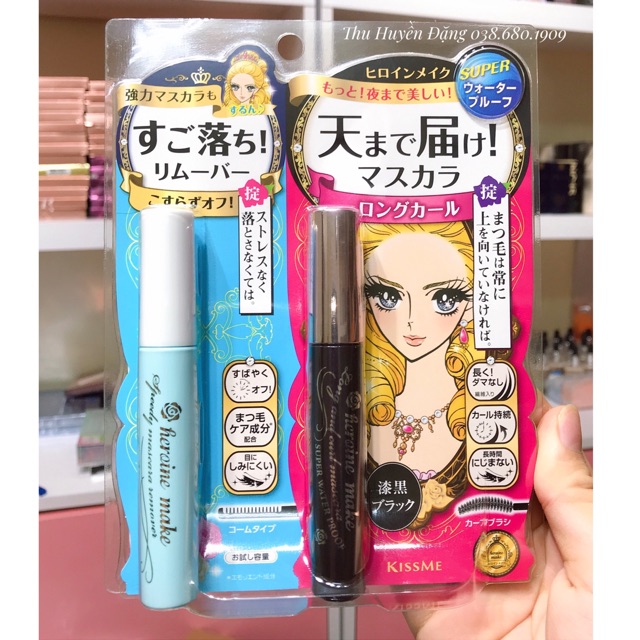 Thu Huyền Đặng 038.680.1909
強力マスカラも
するん♡
すご落ち!
リムーバー
こすらずオフ!
掟
ストレスなく
落とさなくては。
すばやく
オフ!
まつ毛
ケア成分*
配合
目に
しみにくい
コームタイプ
お試し容量
heroine make
Speedy mascara remover
ヒロインメイク
もっと!夜まで美しい!
SUPER
ウォーター
プルーフ
天まで届け!
マスカラ
ロングカール
掟
まつ毛は常に
上を向いていなければ。
長く!
ダマなし
繊維入り
カール持続
長時間
にじまない
カーブブラシ
漆黒
ブラック
KISSME
heroine make
Long and curl mascara
SUPER WATER PROOF